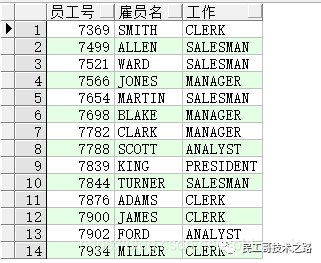 员工号 雇员名 工作
1 7369 SMITH CLERK
2 7499 ALLEN SALESMAN
3 7521 WARD SALESMAN
4 7566 JONES MANAGER
5 7654 MARTIN SALESMAN
6 7698 BLAKE MANAGER
7 7782 CLARK MANAGER
8 7788 SCOTT ANALYST
9 7839 KING PRESIDENT
10 7844 TURNER SALESMAN
11 7876 ADAMS CLERK
12 7900 JAMES CLERK
13 7902 FORD ANALYST
14 7934 MILLER CLERK
民工哥技术之路